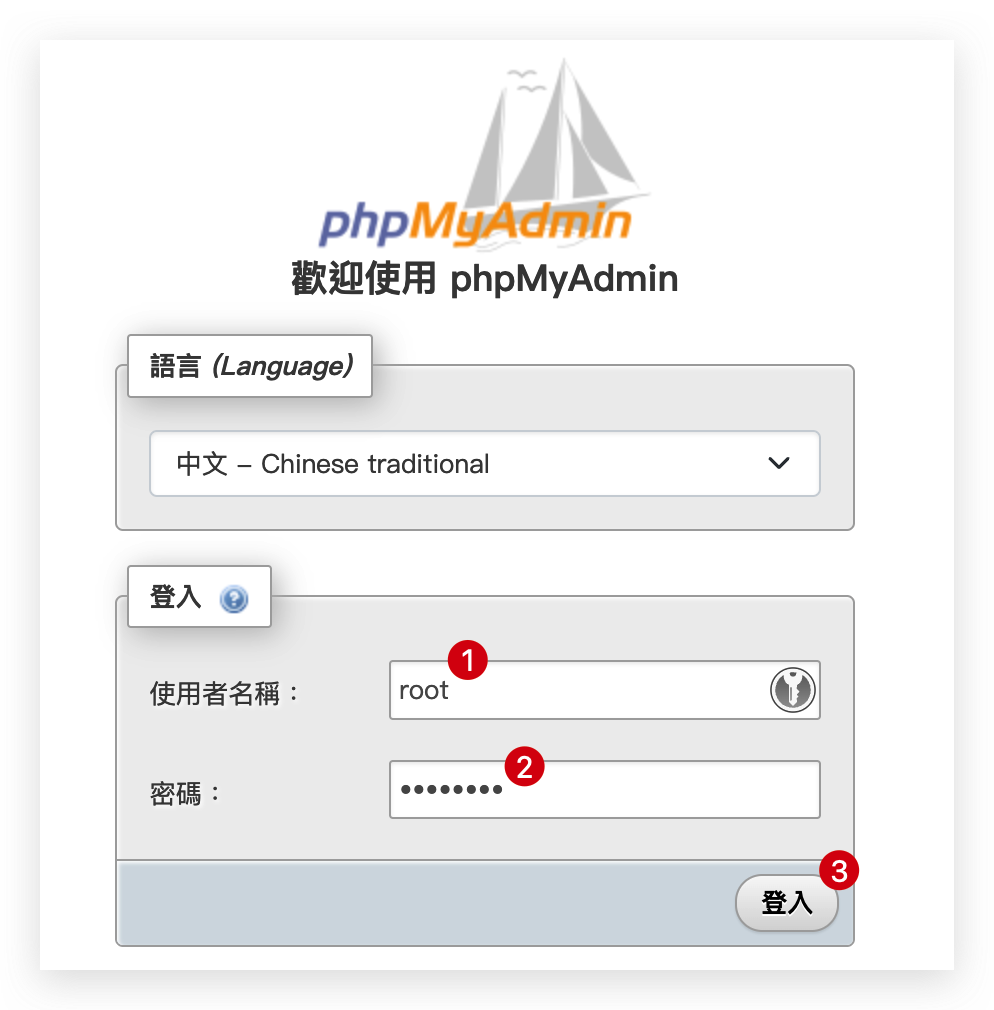 phpMyAdmin
歡迎使用 phpMyAdmin
語言 (Language)
中文 - Chinese traditional
登入 ?
1
使用者名稱： root
2
密碼： ••••••••
3
登入